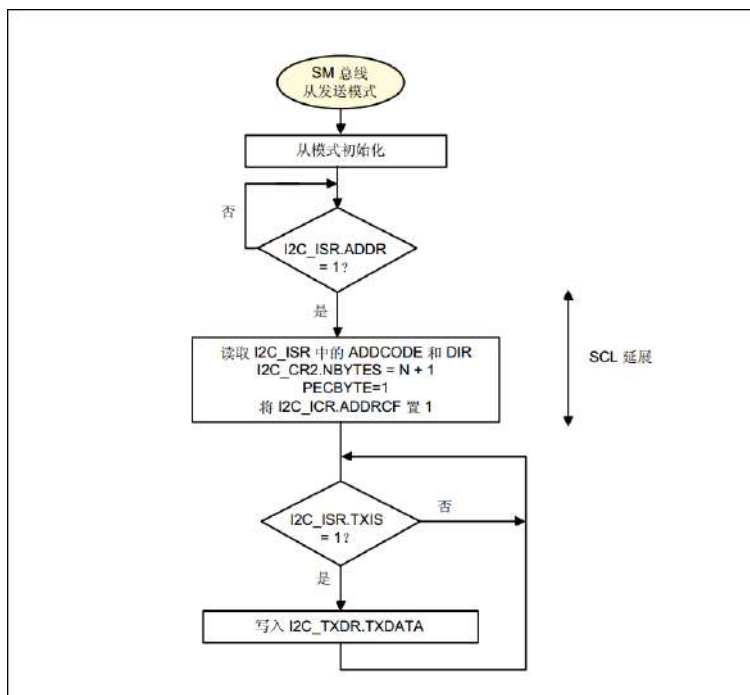 SM 总线
从发送模式
从模式初始化
否
I2C_ISR.ADDR
= 1?
是
读取 I2C_ISR 中的 ADDCODE 和 DIR
I2C_CR2.NBYTES = N + 1
PECBYTE=1
将 I2C_ICR.ADDRCF 置 1
SCL 延展
I2C_ISR.TXIS
= 1?
否
是
写入 I2C_TXDR.TXDATA